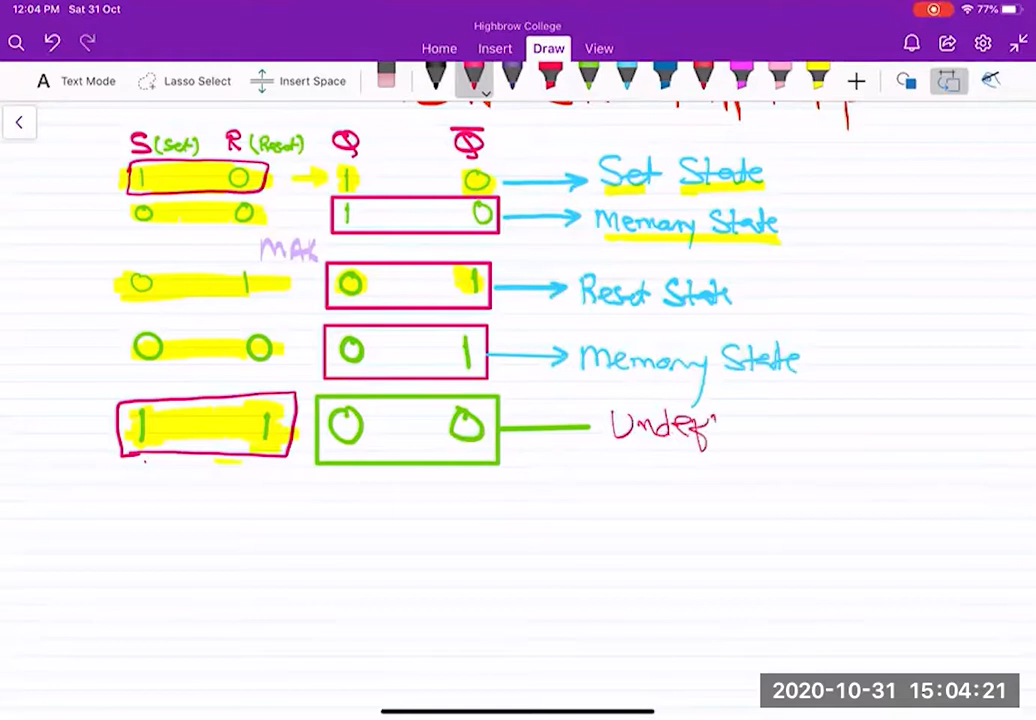 12:04 PM Sat 31 Oct 77%
Highbrow College
Home Insert Draw View
A Text Mode Lasso Select Insert Space
S (Set) R (Reset) Q Q̅
1 0 1 0 Set State
0 0 1 0 Memory State
MAK
0 1 0 1 Reset State
0 0 0 1 Memory State
1 1 0 0 Undef
2020-10-31 15:04:21